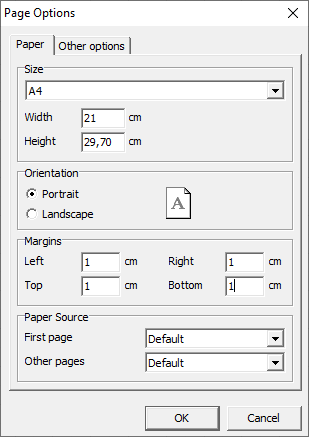 Page Options
Paper Other options
Size
A4
Width 21 cm
Height 29,70 cm
Orientation
Portrait
A
Landscape
Margins
Left 1 cm Right 1 cm
Top 1 cm Bottom 1 cm
Paper Source
First page Default
Other pages Default
OK Cancel